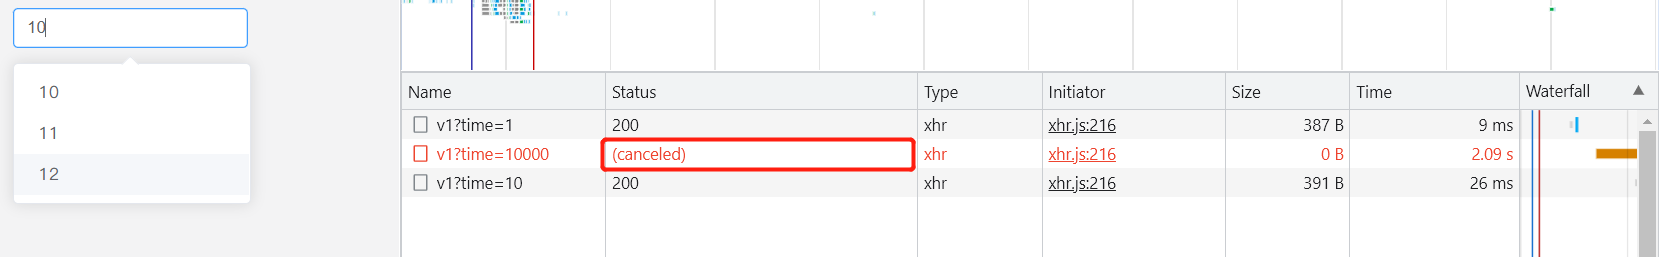 10
10
11
12
Name Status Type Initiator Size Time Waterfall
v1?time=1 200 xhr xhr.js:216 387 B 9 ms
v1?time=10000 (canceled) xhr xhr.js:216 0 B 2.09 s
v1?time=10 200 xhr xhr.js:216 391 B 26 ms